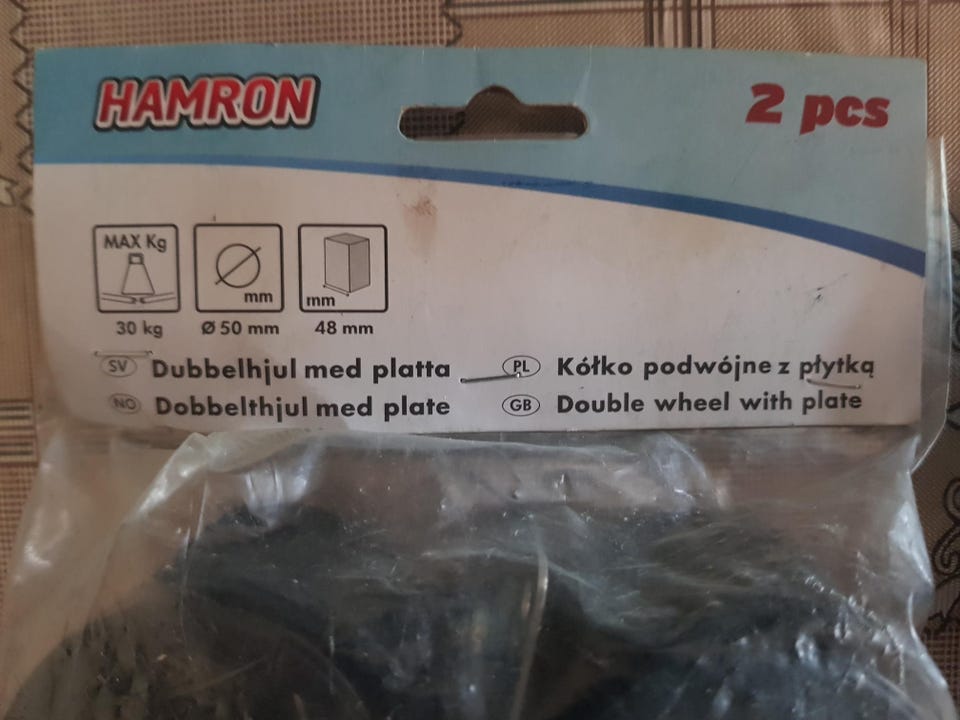 HAMRON
2 pcs
MAX Kg
mm
mm
30 kg
Ø 50 mm
48 mm
SV Dubbelhjul med platta
NO Dobbelthjul med plate
PL Kółko podwójne z płytką
GB Double wheel with plate